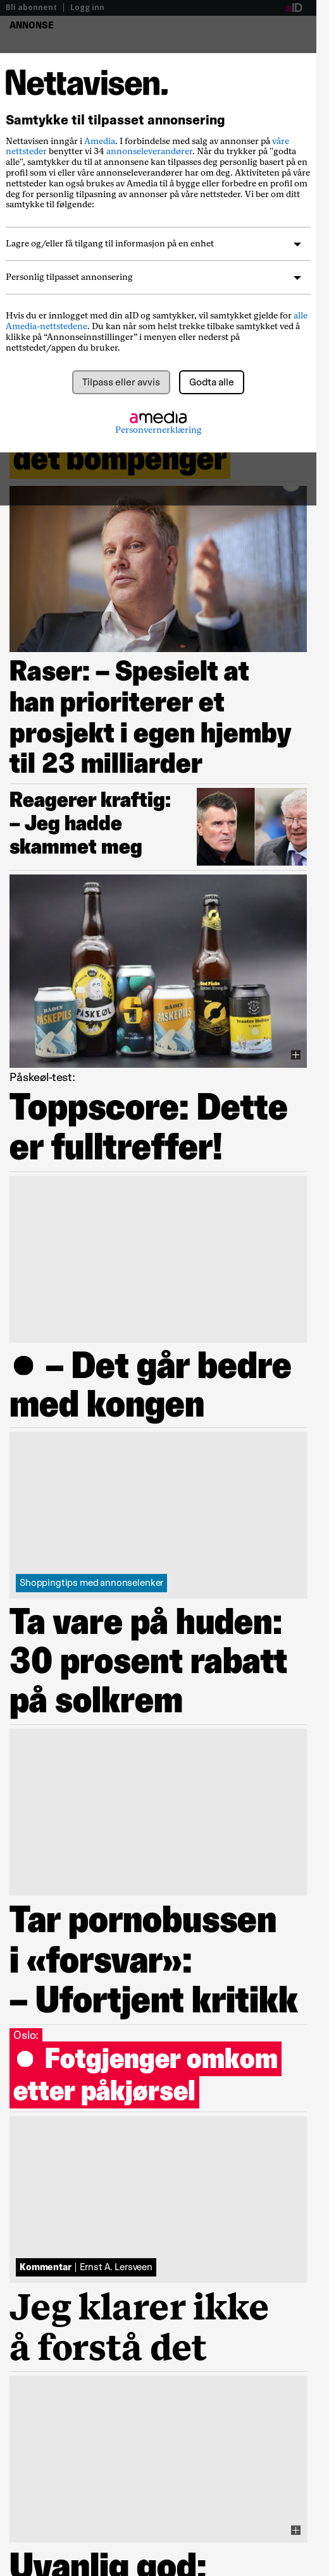 Bli abonnent | Logg inn
aID
ANNONSE
Nettavisen.
Samtykke til tilpasset annonsering
Nettavisen inngår i Amedia. I forbindelse med salg av annonser på våre
nettsteder benytter vi 34 annonseleverandører. Når du trykker på "godta
alle", samtykker du til at annonsene tilpasses deg personlig basert på en
profil som vi eller våre annonseleverandører har om deg. Aktiviteten på våre
nettsteder kan også brukes av Amedia til å bygge eller forbedre en profil om
deg for personlig tilpasning av annonser på våre nettsteder. Vi ber om ditt
samtykke til følgende:
Lagre og/eller få tilgang til informasjon på en enhet
Personlig tilpasset annonsering
Hvis du er innlogget med din aID og samtykker, vil samtykket gjelde for alle
Amedia-nettstedene. Du kan når som helst trekke tilbake samtykket ved å
klikke på “Annonseinnstillinger” i menyen eller nederst på
nettstedet/appen du bruker.
Tilpass eller avvis
Godta alle
amedia
Personvernerklæring
det bompenger
Raser: – Spesielt at
han prioriterer et
prosjekt i egen hjemby
til 23 milliarder
Reagerer kraftig:
– Jeg hadde
skammet meg
PÅSKEPILS
PÅSKEØL
PÅSKEPILS
Påskeøl-test:
Toppscore: Dette
er fulltreffer!
● – Det går bedre
med kongen
Shoppingtips med annonselenker
Ta vare på huden:
30 prosent rabatt
på solkrem
Tar pornobussen
i «forsvar»:
– Ufortjent kritikk
Oslo:
● Fotgjenger omkom
etter påkjørsel
Kommentar | Ernst A. Lersveen
Jeg klarer ikke
å forstå det
Uvanlig god: